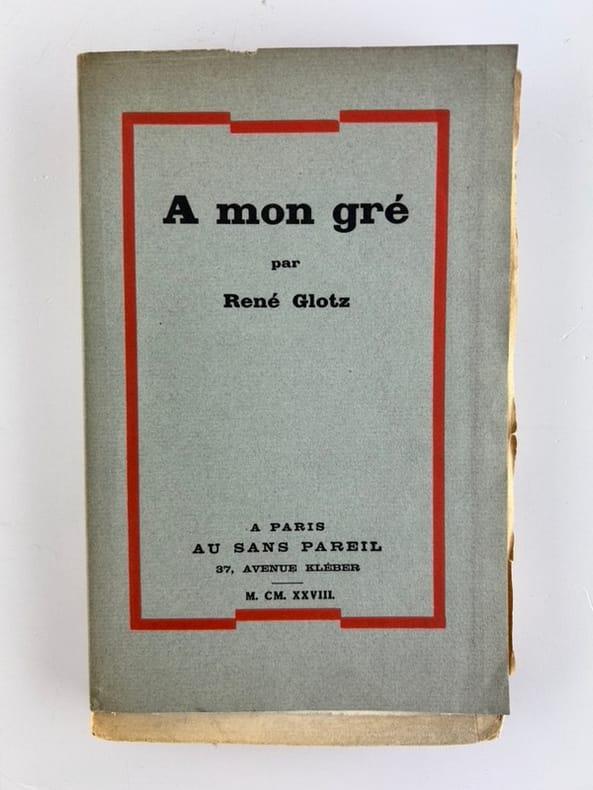 A mon gré
par
René Glotz
A PARIS
AU SANS PAREIL
37, AVENUE KLÉBER
M. CM. XXVIII.